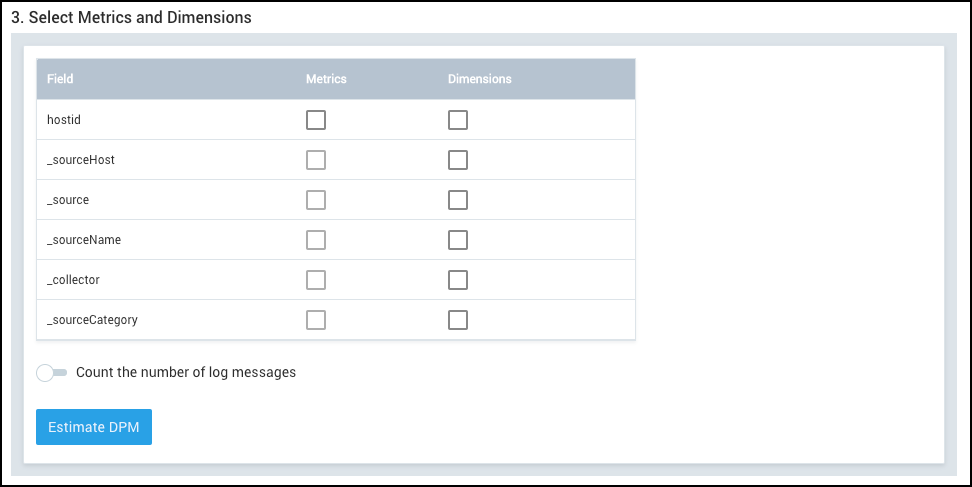 3. Select Metrics and Dimensions
Field Metrics Dimensions
hostid
_sourceHost
_source
_sourceName
_collector
_sourceCategory
Count the number of log messages
Estimate DPM